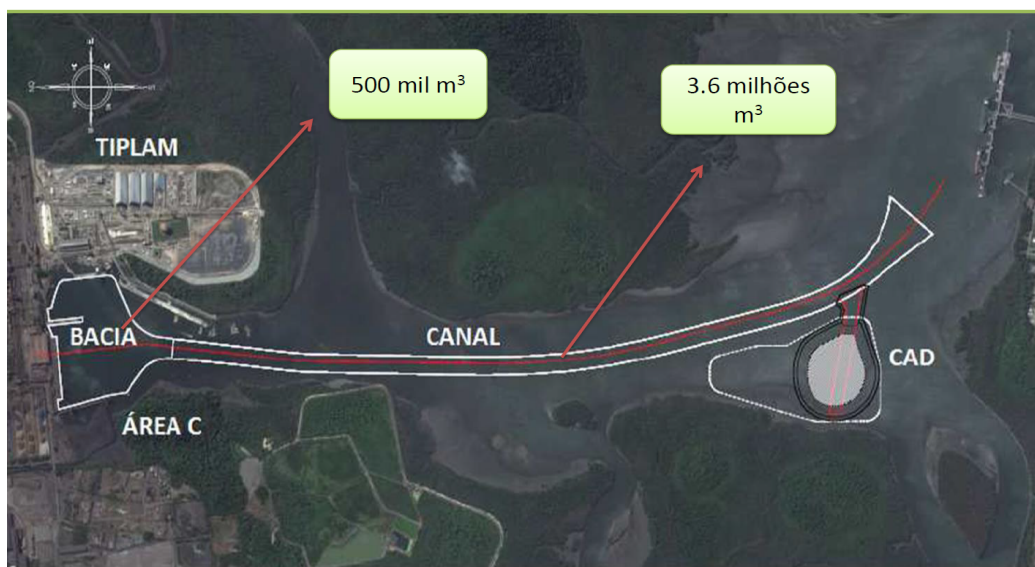 500 mil m³
3.6 milhões
m³
TIPLAM
BACIA
CANAL
CAD
ÁREA C